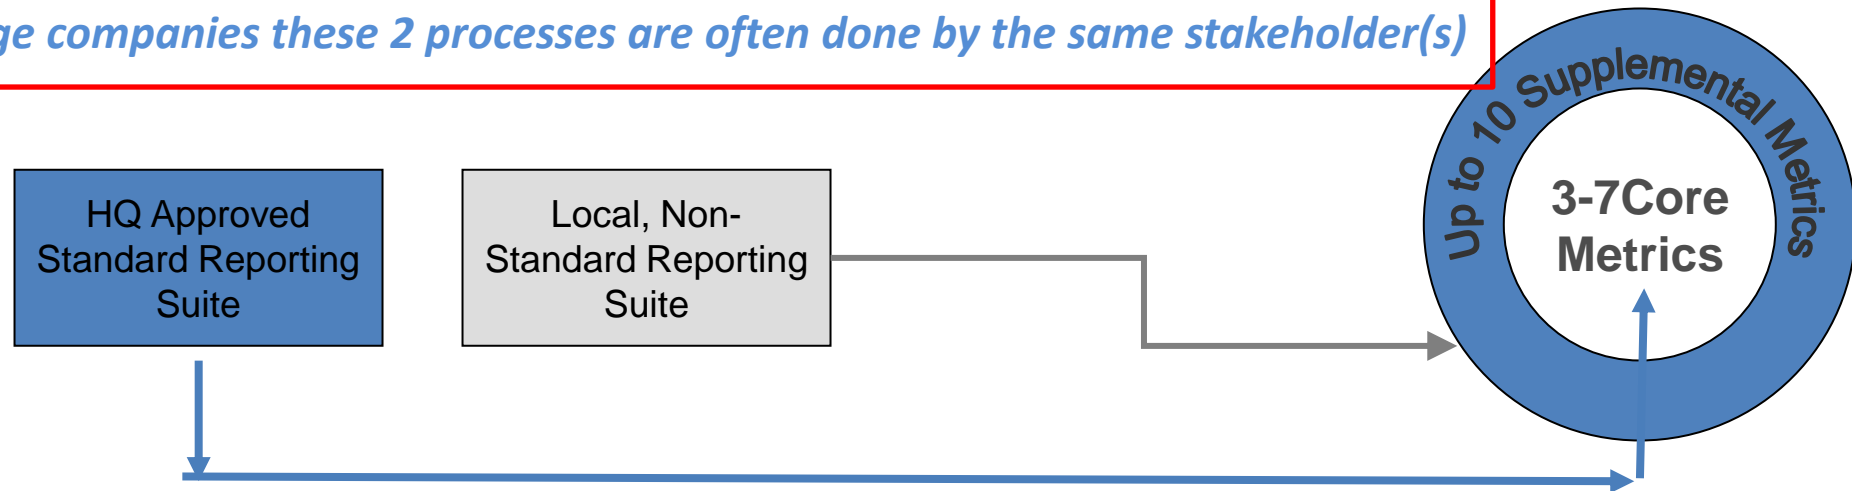 ge companies these 2 processes are often done by the same stakeholder(s)
HQ Approved
Standard Reporting
Suite
Local, Non-
Standard Reporting
Suite
Up to 10 Supplemental Metrics
3-7Core
Metrics